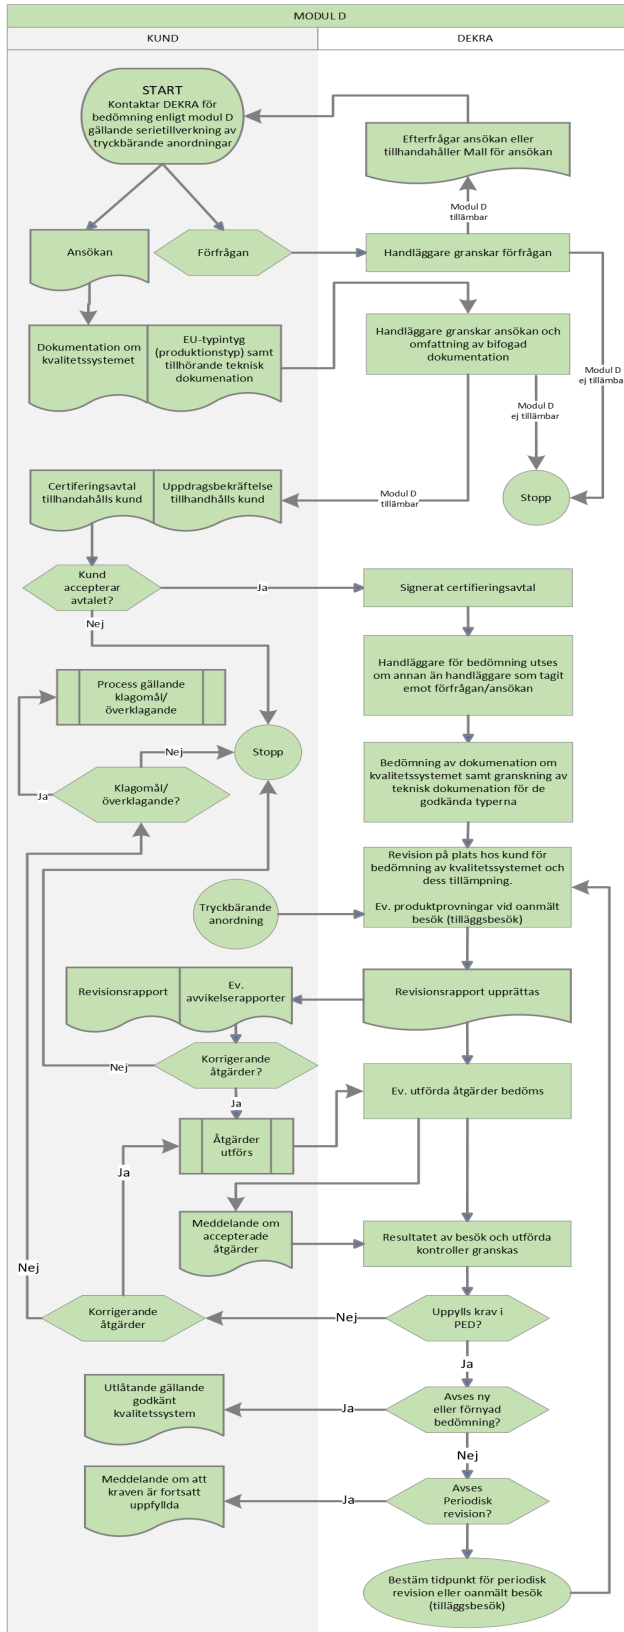 MODUL D
KUND
DEKRA
START
Kontaktar DEKRA för
bedömning enligt modul D
gällande serietillverkning av
tryckbärande anordningar
Efterfrågar ansökan eller
tillhandahåller Mall för ansökan
Modul D
tillämbar
Ansökan
Förfrågan
Handläggare granskar förfrågan
Dokumentation om
kvalitetssystemet
EU-typintyg
(produktionstyp) samt
tillhörande teknisk
dokumenation
Handläggare granskar ansökan och
omfattning av bifogad
dokumentation
Modul D
ej tillämbar
Modul D
ej tillämbar
Certiferingsavtal
tillhandahålls kund
Uppdragsbekräftelse
tillhandhålls kund
Modul D
tillämbar
Stopp
Kund
accepterar
avtalet?
Ja
Signerat certifieringsavtal
Nej
Handläggare för bedömning utses
om annan än handläggare som tagit
emot förfrågan/ansökan
Process gällande
klagomål/
överklagande
Nej
Stopp
Klagomål/
överklagande?
Ja
Bedömning av dokumenation om
kvalitetssystemet samt granskning av
teknisk dokumenation för de
godkända typerna
Revision på plats hos kund för
bedömning av kvalitetssystemet och
dess tillämpning.
Ev. produktprovningar vid oanmält
besök (tilläggsbesök)
Tryckbärande
anordning
Revisionsrapport
Ev.
avvikelserapporter
Revisionsrapport upprättas
Nej
Korrigerande
åtgärder?
Ja
Ev. utförda åtgärder bedöms
Åtgärder
utförs
Ja
Meddelande om
accepterade
åtgärder
Resultatet av besök och utförda
kontroller granskas
Nej
Korrigerande
åtgärder
Nej
Uppylls krav i
PED?
Ja
Utlåtande gällande
godkänt
kvalitetssystem
Ja
Avses ny
eller förnyad
bedömning?
Nej
Meddelande om att
kraven är fortsatt
uppfyllda
Ja
Avses
Periodisk
revision?
Bestäm tidpunkt för periodisk
revision eller oanmält besök
(tilläggsbesök)